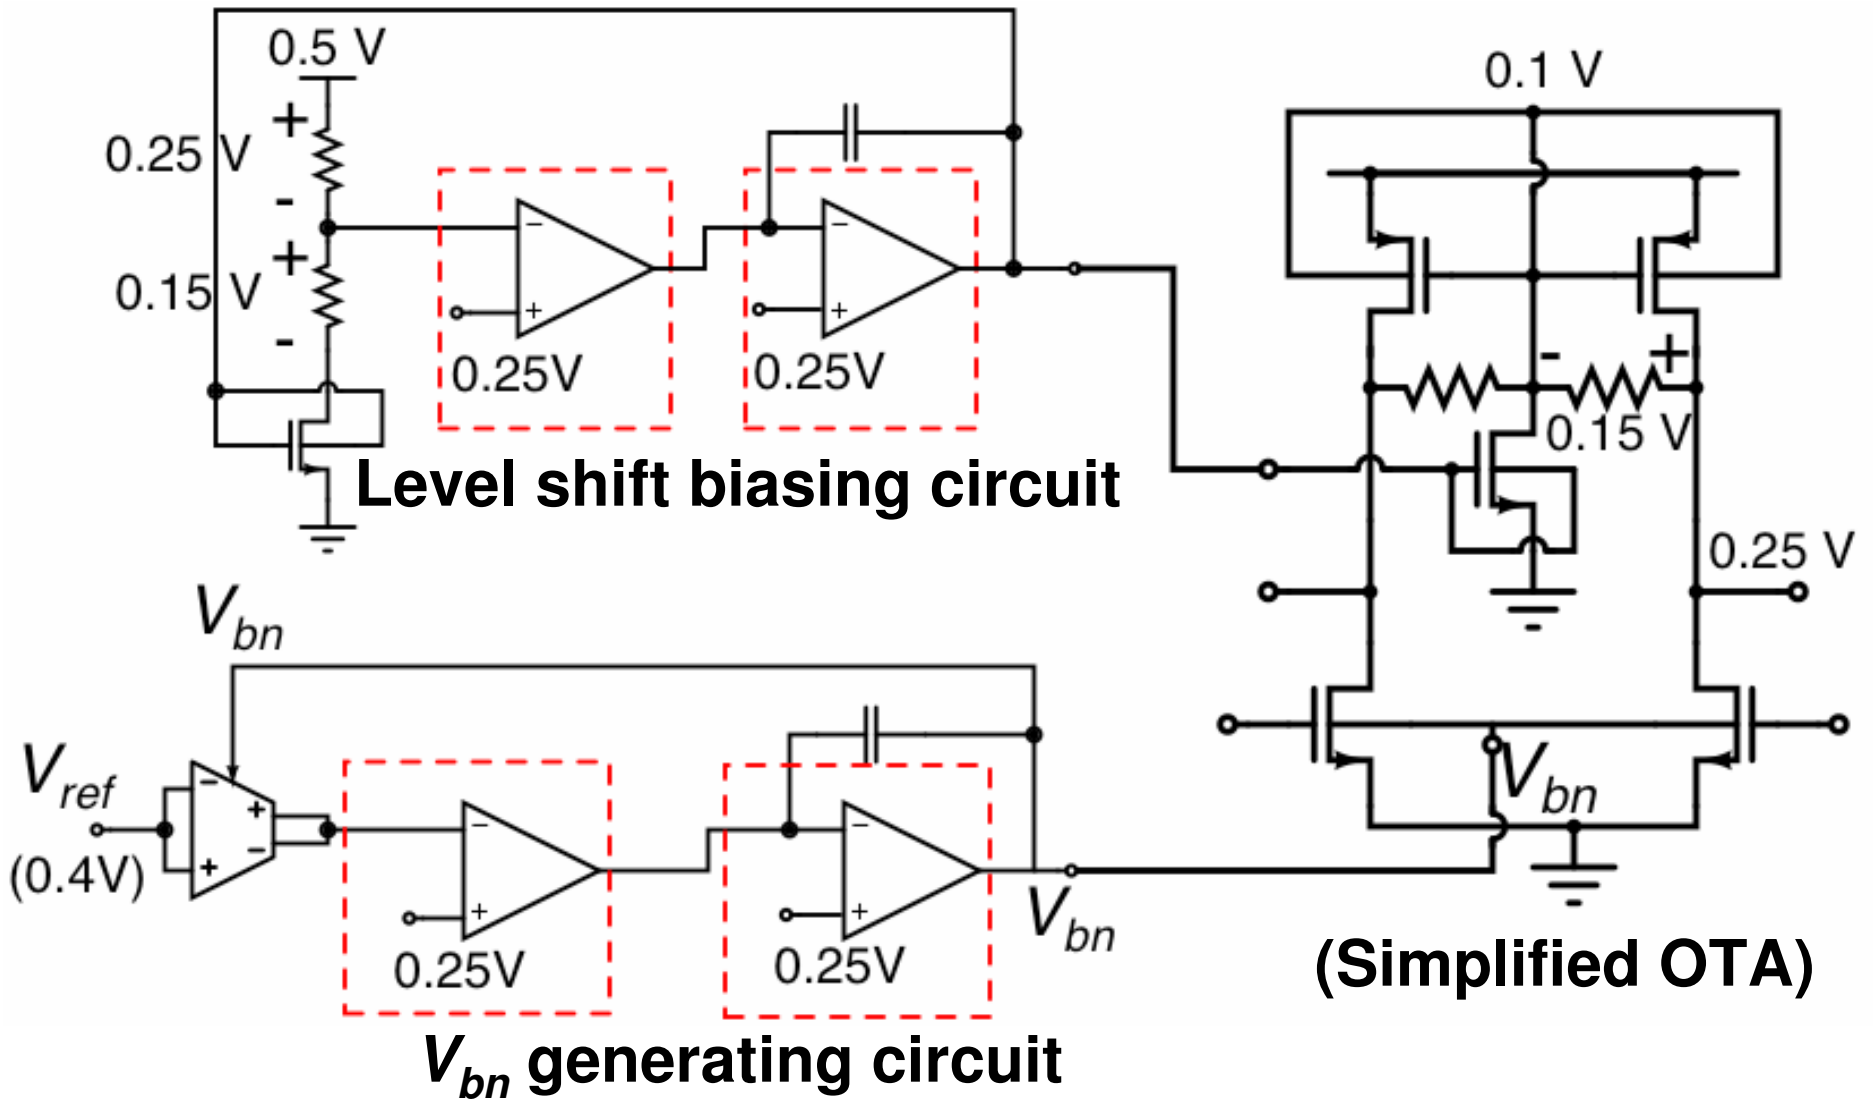 0.5 V
+
0.25 V
-
+
0.15 V
-
−
+
0.25V
−
+
0.25V
Level shift biasing circuit
0.1 V
- +
0.15 V
0.25 V
Vbn
(Simplified OTA)
Vbn
Vref
(0.4V)
−
+
+
−
−
+
0.25V
−
+
0.25V
Vbn
Vbn generating circuit